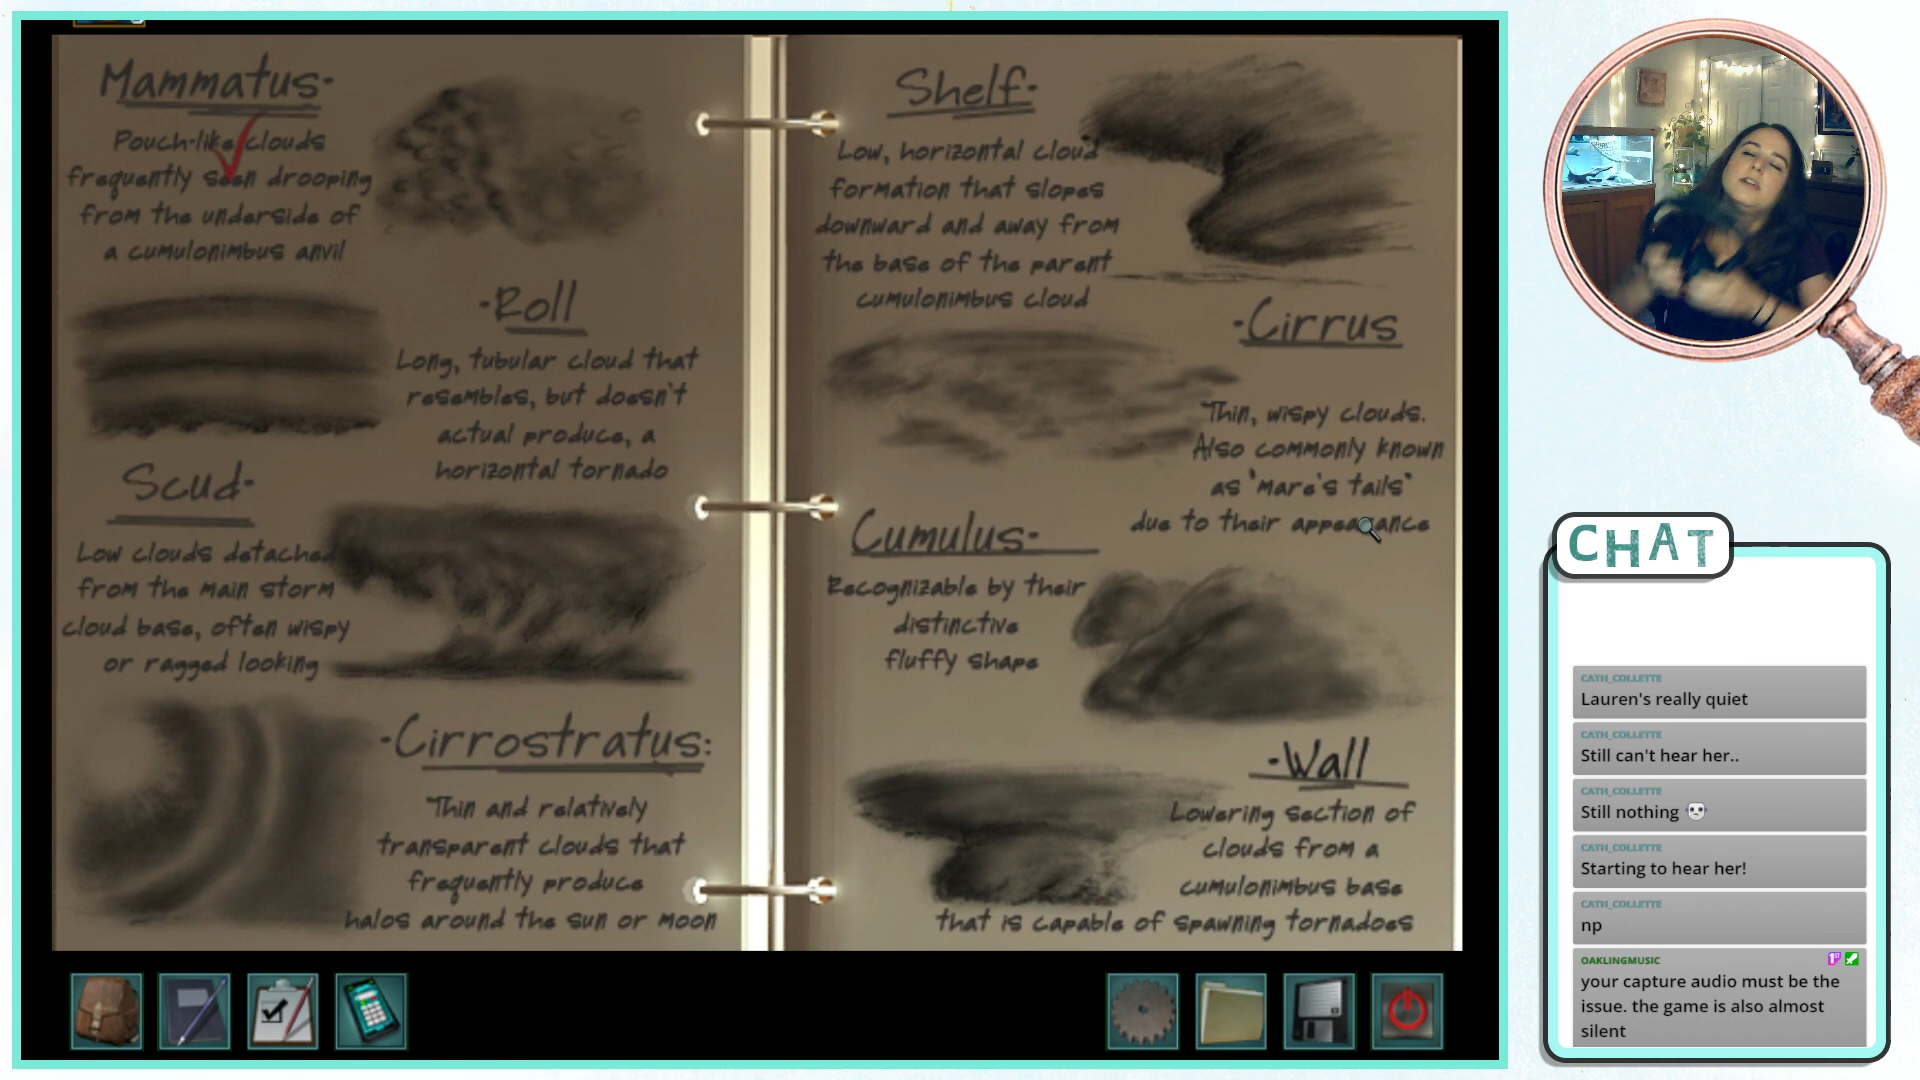 Mammatus-
Pouch-like clouds
frequently seen drooping
from the underside of
a cumulonimbus anvil
-Roll
Long, tubular cloud that
resembles, but doesn't
actual produce, a
horizontal tornado
Scud-
Low clouds detached
from the main storm
cloud base, often wispy
or ragged looking
-Cirrostratus:
Thin and relatively
transparent clouds that
frequently produce
halos around the sun or moon
Shelf-
Low, horizontal cloud
formation that slopes
downward and away from
the base of the parent
cumulonimbus cloud
-Cirrus
Thin, wispy clouds.
Also commonly known
as "Mare's tails"
due to their appearance
Cumulus-
Recognizable by their
distinctive
fluffy shape
-Wall
Lowering section of
clouds from a
cumulonimbus base
that is capable of spawning tornadoes
CHAT
CATH_COLLETTE
Lauren's really quiet
CATH_COLLETTE
Still can't hear her..
CATH_COLLETTE
Still nothing
CATH_COLLETTE
Starting to hear her!
CATH_COLLETTE
np
OAKLINGMUSIC
your capture audio must be the
issue. the game is also almost
silent